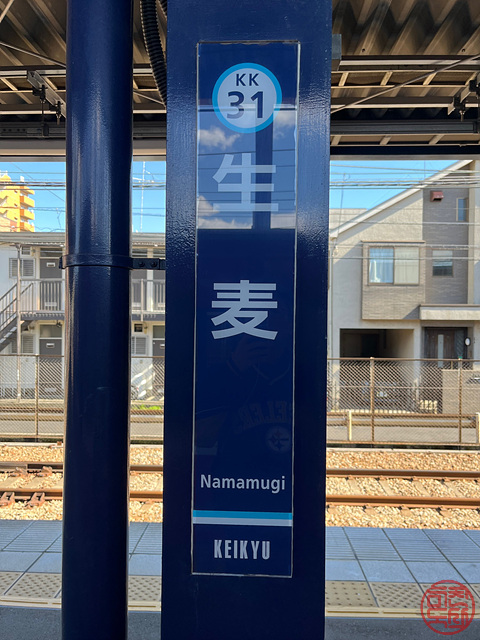 KK
31
生
麦
Namamugi
KEIKYU